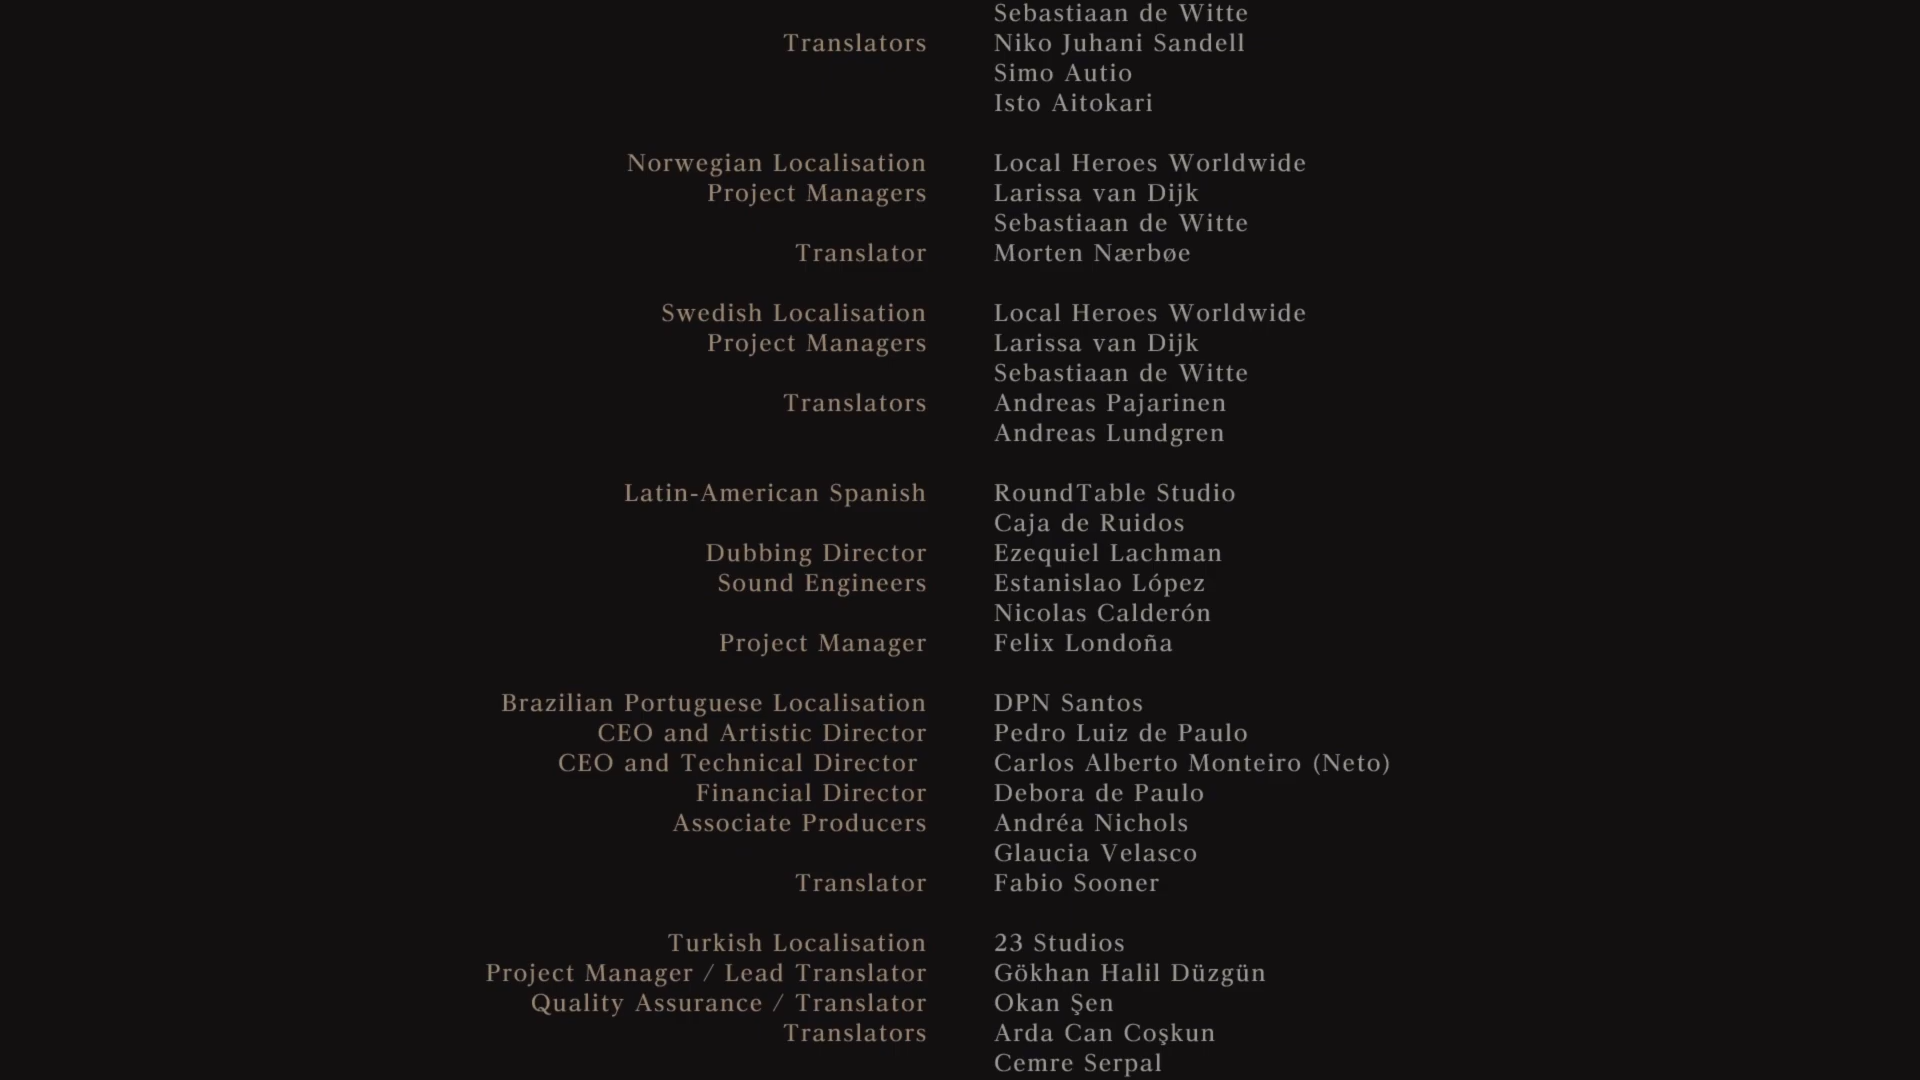 Sebastiaan de Witte
Translators Niko Juhani Sandell
Simo Autio
Isto Aitokari
Norwegian Localisation Local Heroes Worldwide
Project Managers Larissa van Dijk
Sebastiaan de Witte
Translator Morten Nærbøe
Swedish Localisation Local Heroes Worldwide
Project Managers Larissa van Dijk
Sebastiaan de Witte
Translators Andreas Pajarinen
Andreas Lundgren
Latin-American Spanish RoundTable Studio
Caja de Ruidos
Dubbing Director Ezequiel Lachman
Sound Engineers Estanislao López
Nicolas Calderón
Project Manager Felix Londoña
Brazilian Portuguese Localisation DPN Santos
CEO and Artistic Director Pedro Luiz de Paulo
CEO and Technical Director Carlos Alberto Monteiro (Neto)
Financial Director Debora de Paulo
Associate Producers Andréa Nichols
Glaucia Velasco
Translator Fabio Sooner
Turkish Localisation 23 Studios
Project Manager / Lead Translator Gökhan Halil Düzgün
Quality Assurance / Translator Okan Şen
Translators Arda Can Coşkun
Cemre Serpal